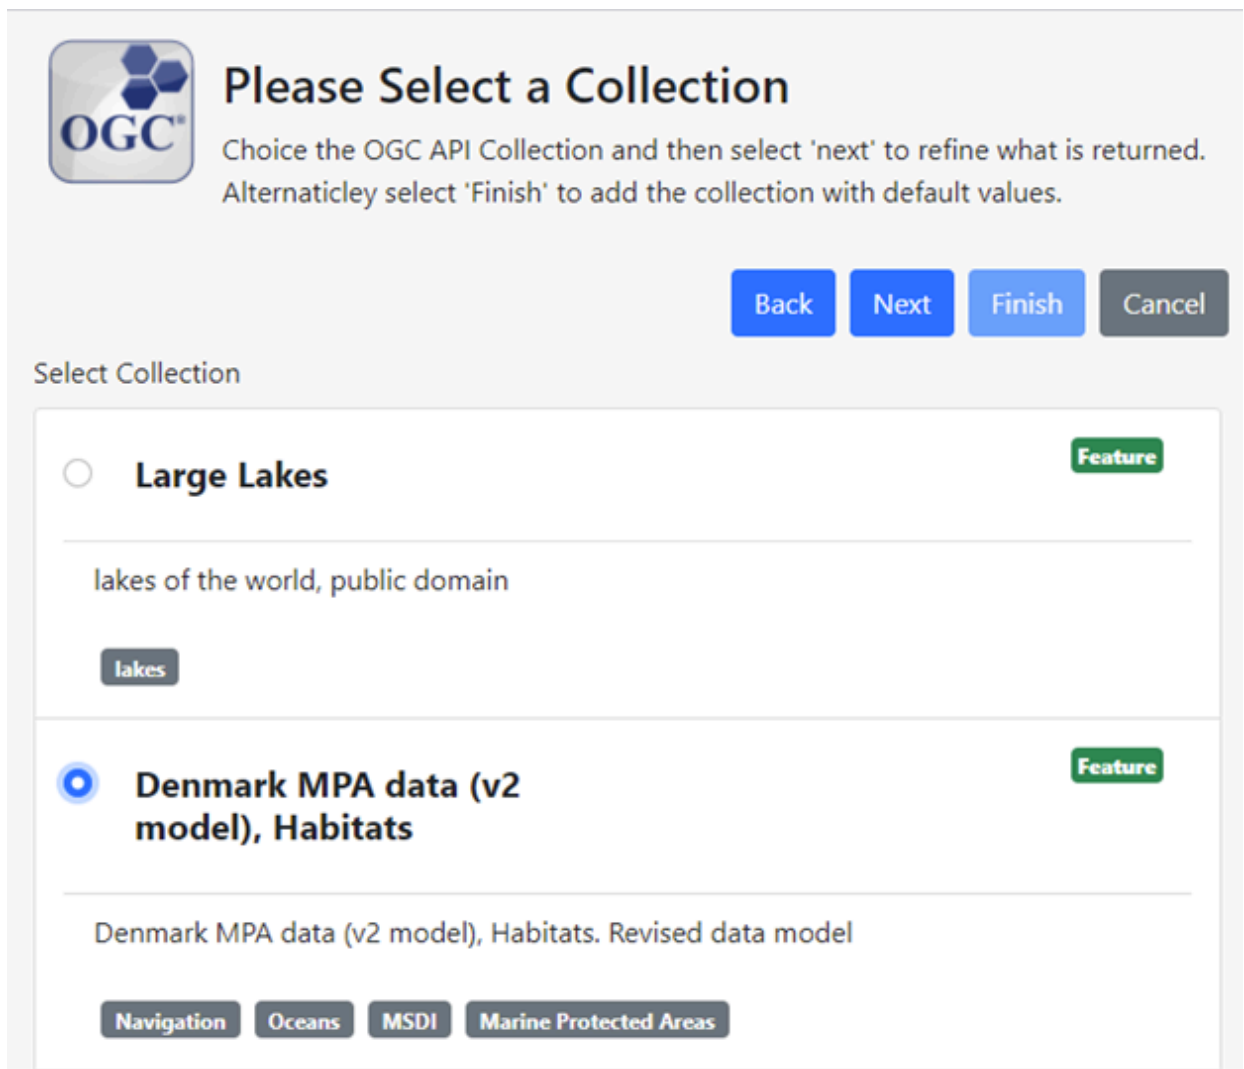 OGC®
Please Select a Collection
Choice the OGC API Collection and then select 'next' to refine what is returned.
Alternaticley select 'Finish' to add the collection with default values.
Back Next Finish Cancel
Select Collection
Large Lakes
Feature
lakes of the world, public domain
lakes
Denmark MPA data (v2
model), Habitats
Feature
Denmark MPA data (v2 model), Habitats. Revised data model
Navigation Oceans MSDI Marine Protected Areas